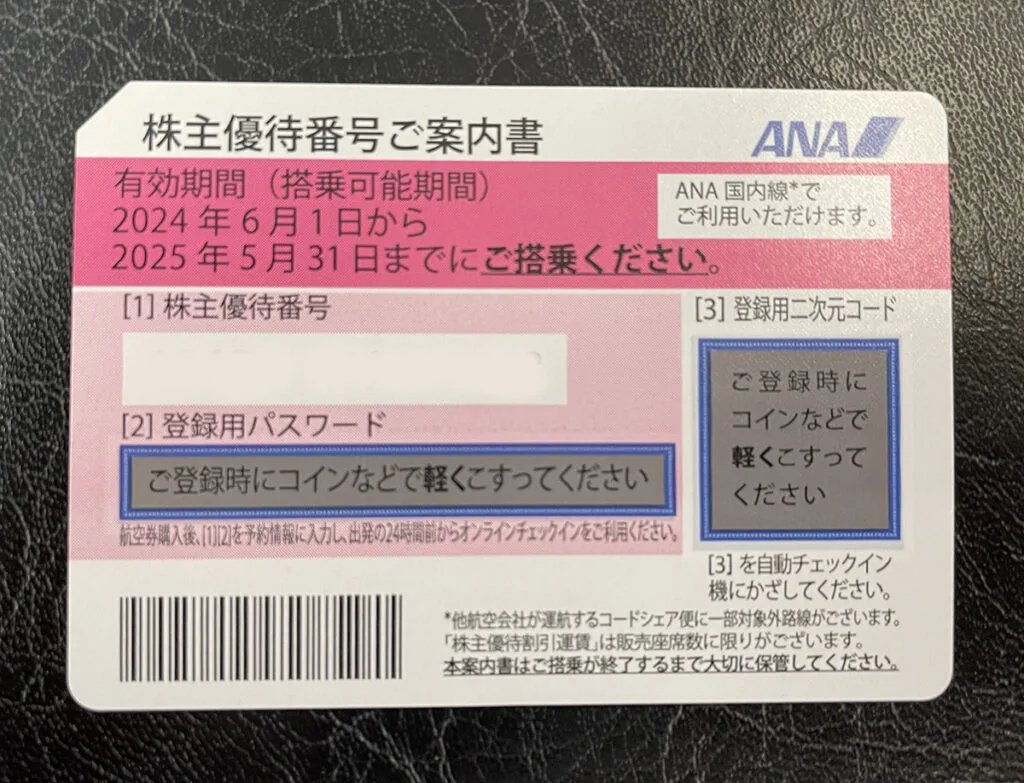 株主優待番号ご案内書
ANA
有効期間（搭乗可能期間）
2024 年 6 月 1 日から
2025 年 5 月 31 日までにご搭乗ください。
ANA 国内線*で
ご利用いただけます。
[1] 株主優待番号
[2] 登録用パスワード
ご登録時にコインなどで軽くこすってください
航空券購入後、[1][2]を予約情報に入力し、出発の24時間前からオンラインチェックインをご利用ください。
[3] 登録用二次元コード
ご登録時に
コインなどで
軽くこすって
ください
[3] を自動チェックイン
機にかざしてください。
*他航空会社が運航するコードシェア便に一部対象外路線がございます。
「株主優待割引運賃」は販売座席数に限りがございます。
本案内書はご搭乗が終了するまで大切に保管してください。